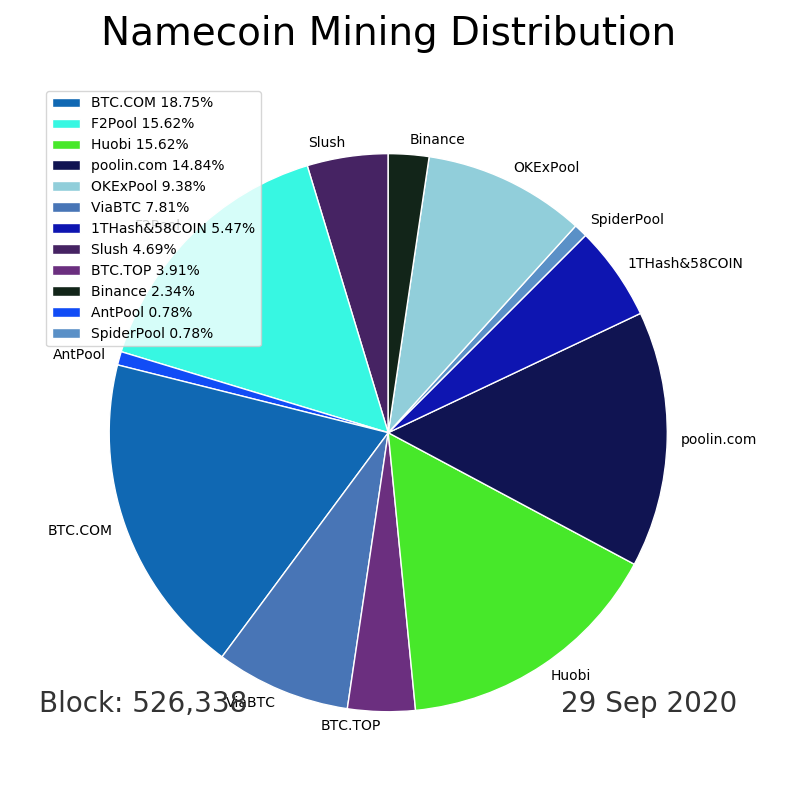 Namecoin Mining Distribution
BTC.COM 18.75%
F2Pool 15.62%
Huobi 15.62%
poolin.com 14.84%
OKExPool 9.38%
ViaBTC 7.81%
1THash&58COIN 5.47%
Slush 4.69%
BTC.TOP 3.91%
Binance 2.34%
AntPool 0.78%
SpiderPool 0.78%
Slush
Binance
OKExPool
SpiderPool
1THash&58COIN
F2Pool
AntPool
poolin.com
BTC.COM
Huobi
ViaBTC
BTC.TOP
Block: 526,338
29 Sep 2020